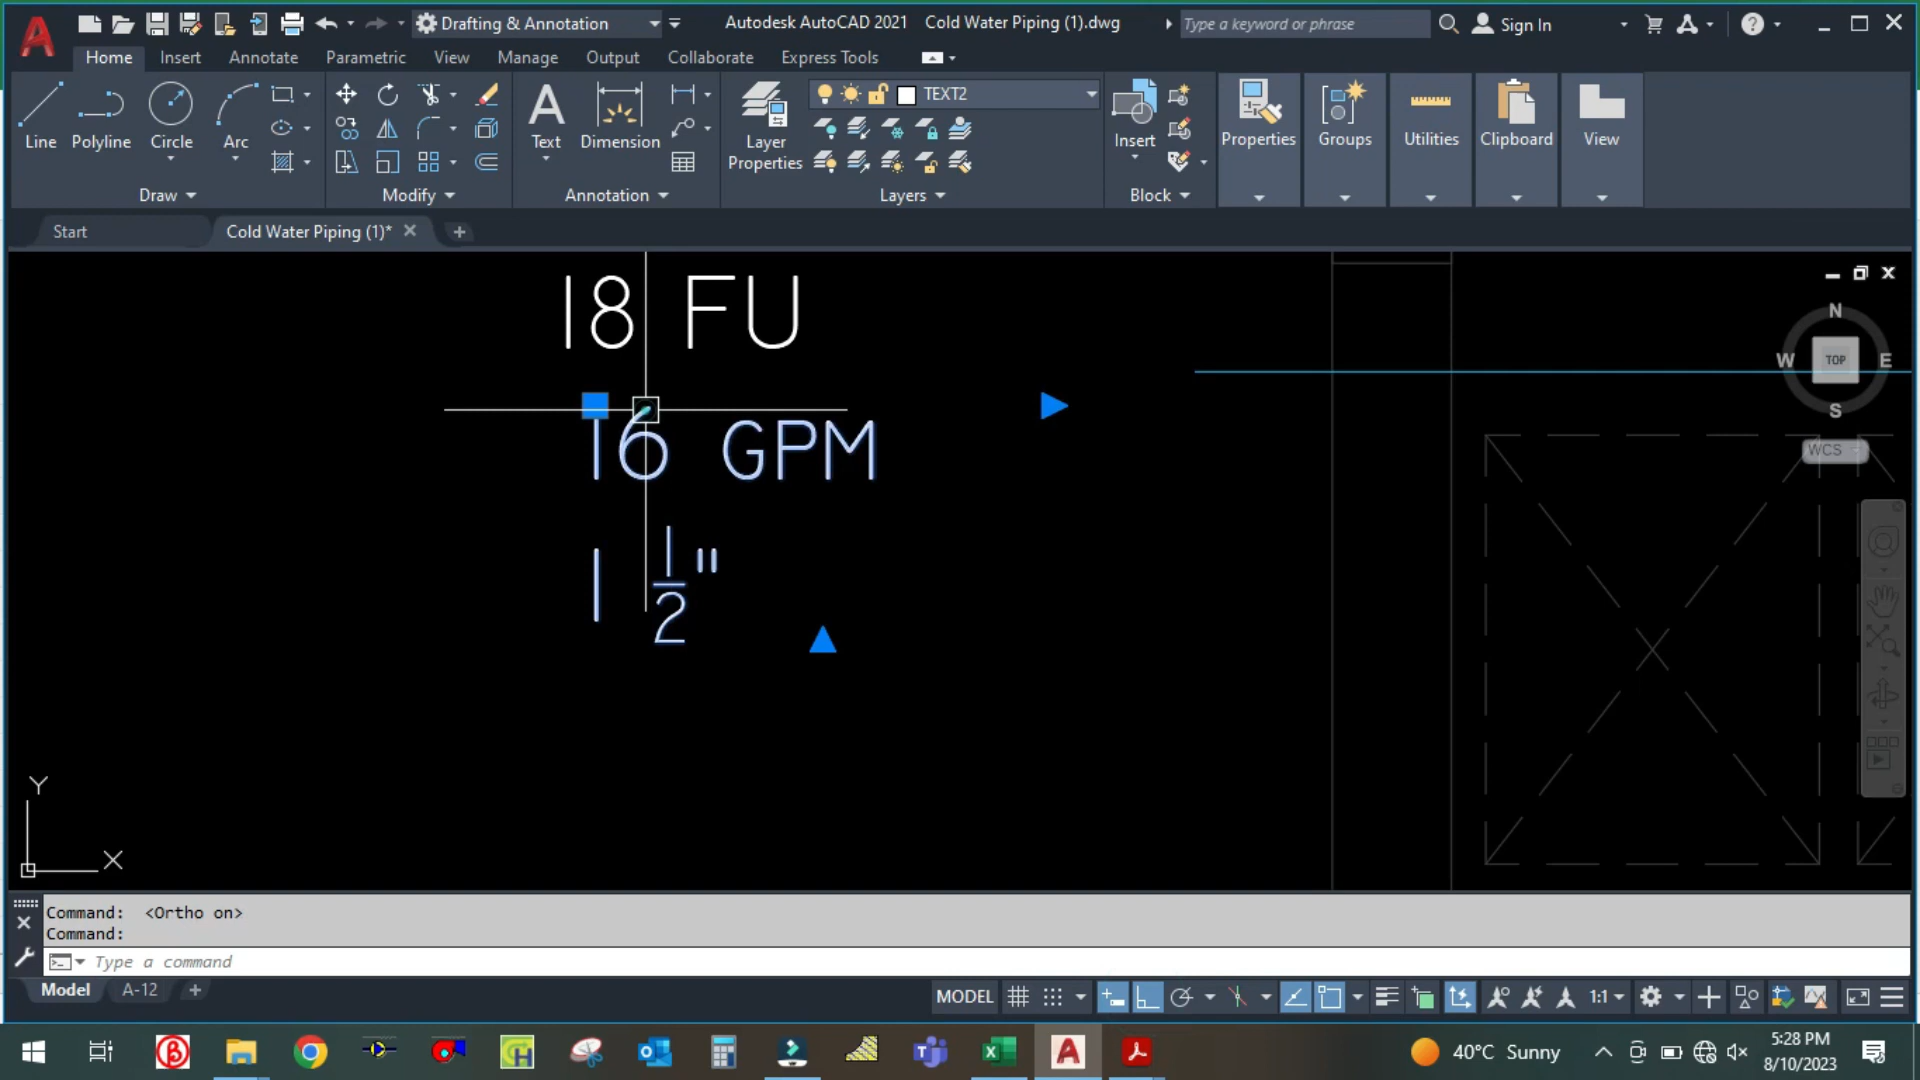 Drafting & Annotation
Autodesk AutoCAD 2021 Cold Water Piping (1).dwg
Type a keyword or phrase
Sign In
Home Insert Annotate Parametric View Manage Output Collaborate Express Tools
TEXT2
Line Polyline Circle Arc
Text Dimension
Layer Properties
Insert
Properties Groups Utilities Clipboard View
Draw Modify Annotation Layers Block
Start
Cold Water Piping (1)*
18 FU
16 GPM
1 1/2"
N
W TOP E
S
WCS
Y
X
Command: <Ortho on>
Command:
Type a command
Model A-12
MODEL
1:1
40°C Sunny
5:28 PM
8/10/2023